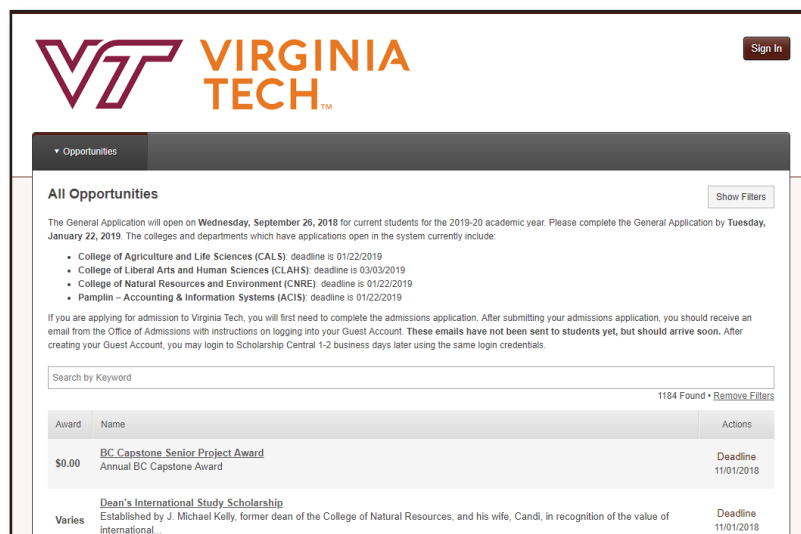 VT VIRGINIA
TECH™
Sign In
▾ Opportunities
All Opportunities
Show Filters
The General Application will open on Wednesday, September 26, 2018 for current students for the 2019-20 academic year. Please complete the General Application by Tuesday,
January 22, 2019. The colleges and departments which have applications open in the system currently include:
• College of Agriculture and Life Sciences (CALS): deadline is 01/22/2019
• College of Liberal Arts and Human Sciences (CLAHS): deadline is 03/03/2019
• College of Natural Resources and Environment (CNRE): deadline is 01/22/2019
• Pamplin – Accounting & Information Systems (ACIS): deadline is 01/22/2019
If you are applying for admission to Virginia Tech, you will first need to complete the admissions application. After submitting your admissions application, you should receive an
email from the Office of Admissions with instructions on logging into your Guest Account. These emails have not been sent to students yet, but should arrive soon. After
creating your Guest Account, you may login to Scholarship Central 1-2 business days later using the same login credentials.
Search by Keyword
1184 Found • Remove Filters
Award Name Actions
BC Capstone Senior Project Award
$0.00 Annual BC Capstone Award Deadline
11/01/2018
Dean's International Study Scholarship
Varies Established by J. Michael Kelly, former dean of the College of Natural Resources, and his wife, Candi, in recognition of the value of Deadline
international... 11/01/2018